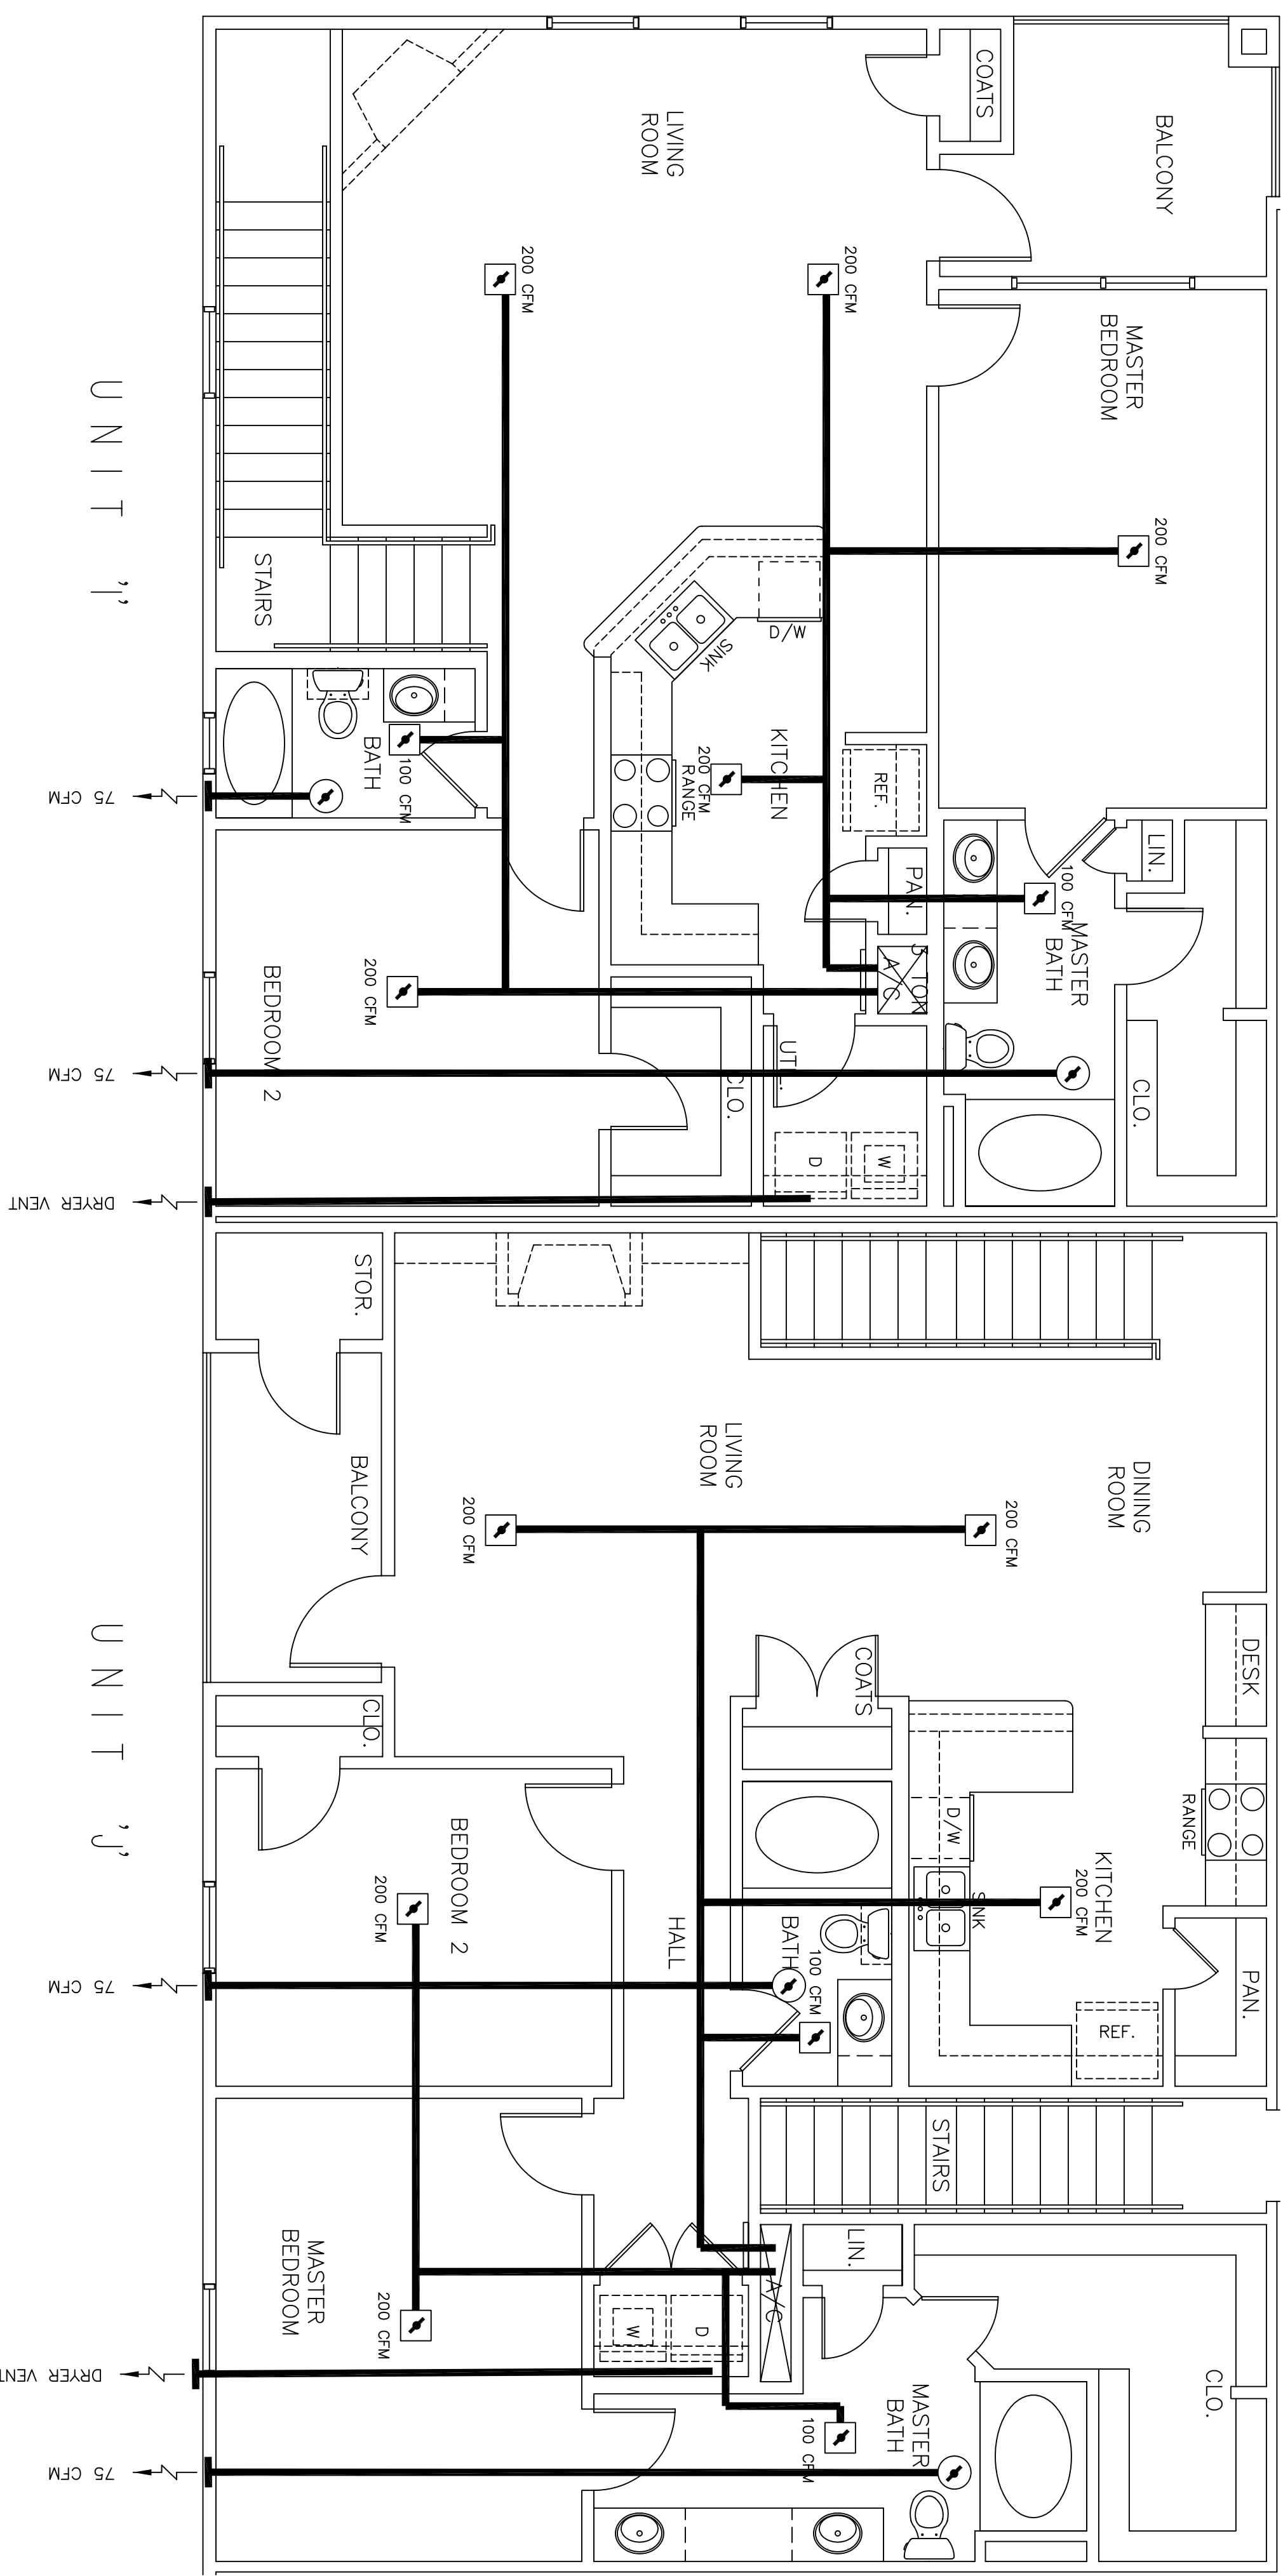 COATS
BALCONY
LIVING
ROOM
200 CFM
200 CFM
MASTER
BEDROOM
200 CFM
UNIT 'I'
STAIRS
D/W
SINK
KITCHEN
200 CFM
RANGE
REF.
BATH
100 CFM
75 CFM
PAN.
LIN.
100 CFM
MASTER
BATH
3 TON
A/C
200 CFM
BEDROOM 2
75 CFM
UTI.
CLO.
CLO.
D
W
DRYER VENT
STOR.
BALCONY
LIVING
ROOM
DINING
ROOM
200 CFM
200 CFM
UNIT 'J'
COATS
DESK
CLO.
D/W
RANGE
SINK
KITCHEN
200 CFM
BEDROOM 2
200 CFM
HALL
BATH
100 CFM
75 CFM
PAN.
REF.
STAIRS
LIN.
A/C
MASTER
BEDROOM
200 CFM
W
D
DRYER VENT
CLO.
MASTER
BATH
100 CFM
75 CFM